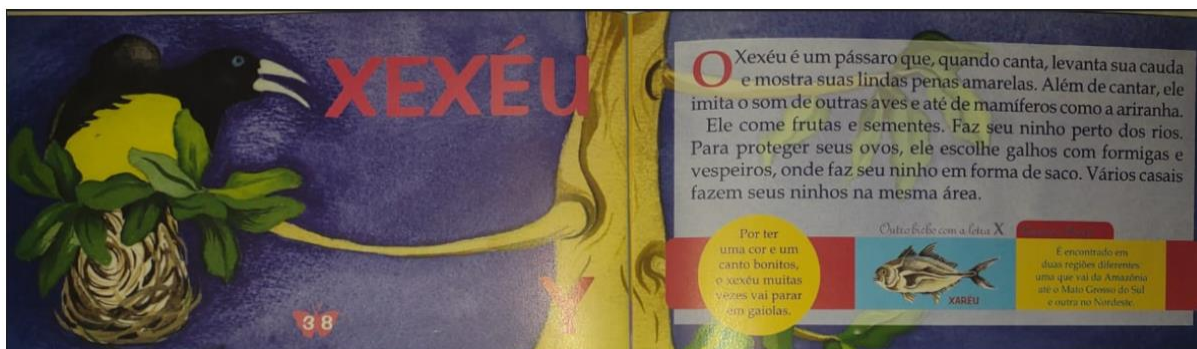 XEXÉU
Y
38
O Xexéu é um pássaro que, quando canta, levanta sua cauda
e mostra suas lindas penas amarelas. Além de cantar, ele
imita o som de outras aves e até de mamíferos como a ariranha.
Ele come frutas e sementes. Faz seu ninho perto dos rios.
Para proteger seus ovos, ele escolhe galhos com formigas e
vespeiros, onde faz seu ninho em forma de saco. Vários casais
fazem seus ninhos na mesma área.
Por ter
uma cor e um
canto bonitos,
o xexéu muitas
vezes vai parar
em gaiolas.
Outro bicho com a letra X
XARÉU
É encontrado em
duas regiões diferentes
uma que vai da Amazônia
até o Mato Grosso do Sul
e outra no Nordeste.